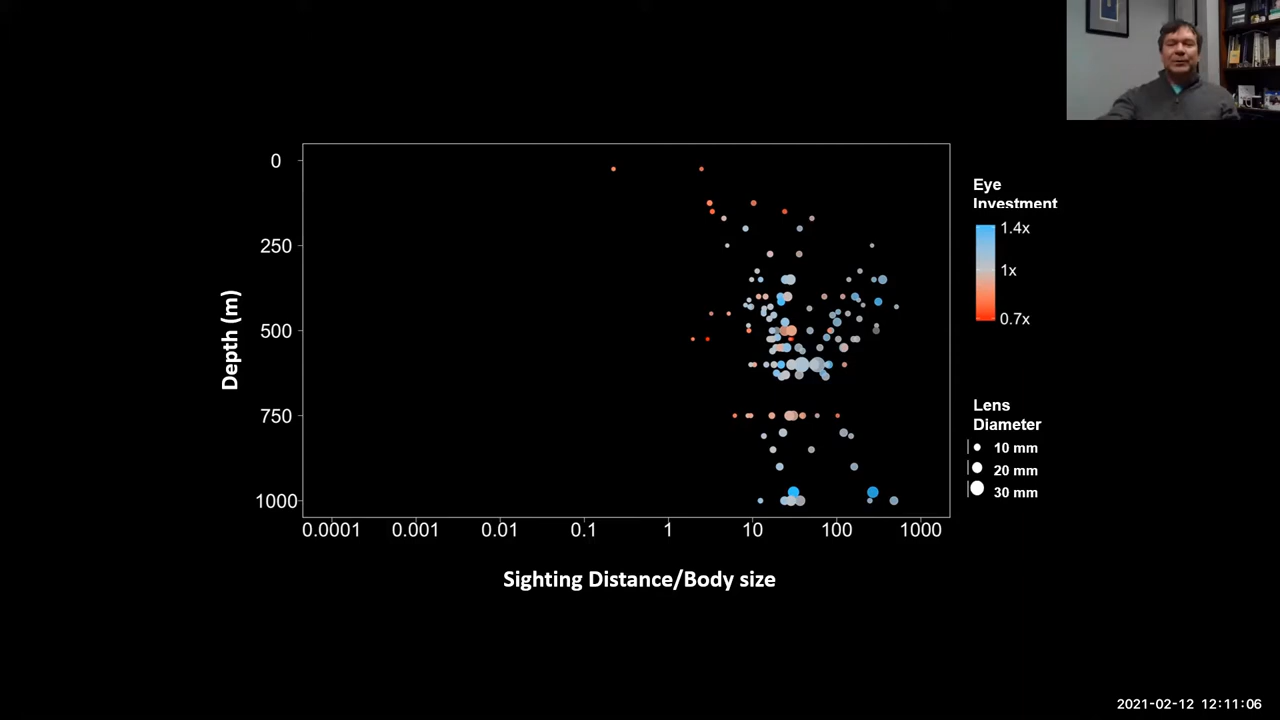 0
250
500
750
1000
Depth (m)
0.0001
0.001
0.01
0.1
1
10
100
1000
Sighting Distance/Body size
Eye
Investment
1.4x
1x
0.7x
Lens
Diameter
10 mm
20 mm
30 mm
2021-02-12 12:11:06